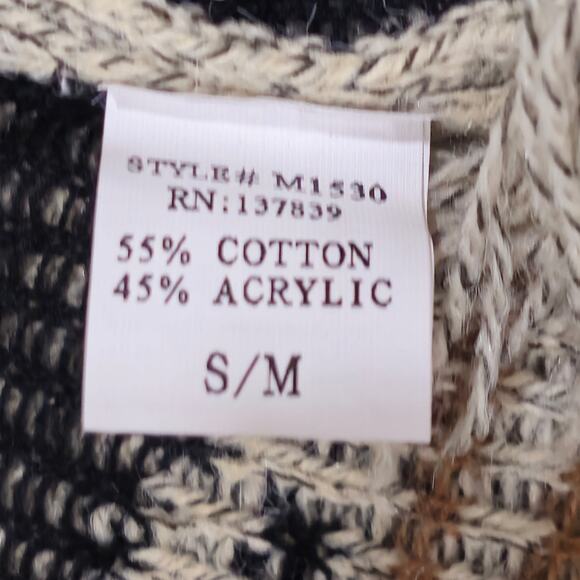 STYLE# M1530
RN:137839
55% COTTON
45% ACRYLIC
S/M